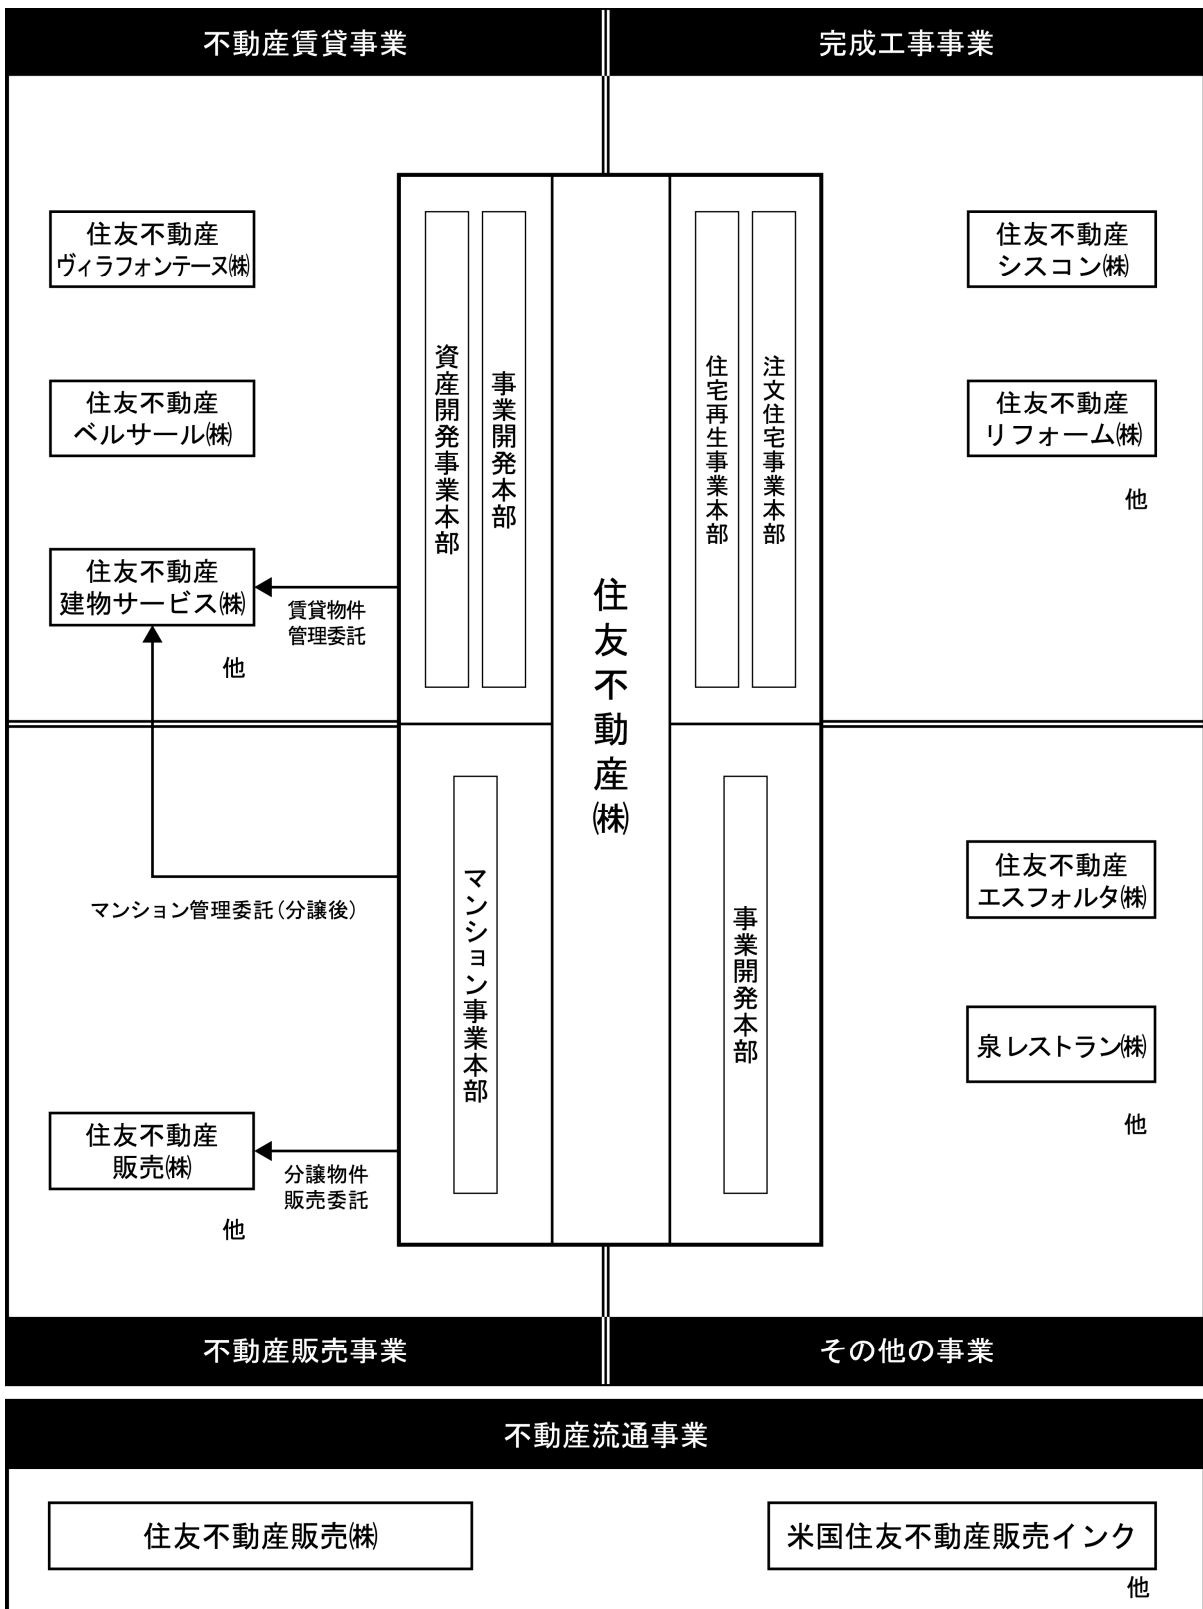 不動産賃貸事業
完成工事事業
住友不動産
ヴィラフォンテーヌ㈱
住友不動産
ベルサール㈱
住友不動産
建物サービス㈱
他
賃貸物件
管理委託
資産開発事業本部
事業開発本部
住友不動産㈱
住宅再生事業本部
注文住宅事業本部
住友不動産
シスコン㈱
住友不動産
リフォーム㈱
他
マンション管理委託(分譲後)
マンション事業本部
住友不動産
販売㈱
他
分譲物件
販売委託
事業開発本部
住友不動産
エスフォルタ㈱
泉レストラン㈱
他
不動産販売事業
その他の事業
不動産流通事業
住友不動産販売㈱
米国住友不動産販売インク
他